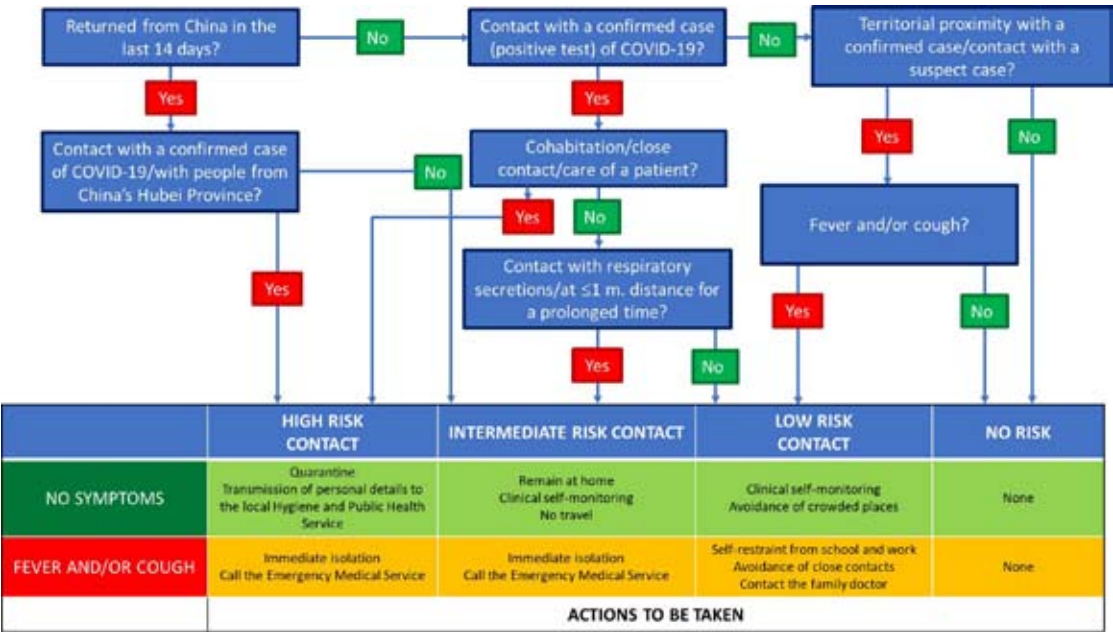 Returned from China in the
last 14 days?
No
Contact with a confirmed case
(positive test) of COVID-19?
No
Territorial proximity with a
confirmed case/contact with a
suspect case?
Yes
Yes
Yes
No
Contact with a confirmed case
of COVID-19/with people from
China's Hubei Province?
No
Cohabitation/close
contact/care of a patient?
Yes
No
Fever and/or cough?
Contact with respiratory
secretions/at ≤1 m. distance for
a prolonged time?
Yes
Yes
No
Yes
No
HIGH RISK
CONTACT
INTERMEDIATE RISK CONTACT
LOW RISK
CONTACT
NO RISK
NO SYMPTOMS
Quarantine
Transmission of personal details to
the local Hygiene and Public Health
Service
Remain at home
Clinical self-monitoring
No travel
Clinical self-monitoring
Avoidance of crowded places
None
FEVER AND/OR COUGH
Immediate isolation
Call the Emergency Medical Service
Immediate isolation
Call the Emergency Medical Service
Self-restraint from school and work
Avoidance of close contacts
Contact the family doctor
None
ACTIONS TO BE TAKEN